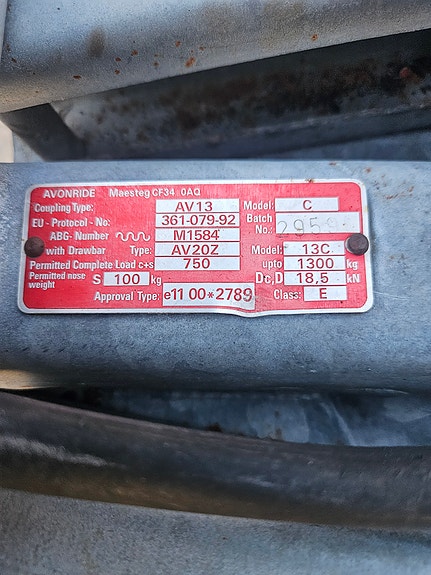 AVONRIDE Maesteg CF34 0AQ
Coupling Type: AV13 Model: C
EU - Protocol - No: 361-079-92 Batch No.:
ABG- Number M1584
with Drawbar Type: AV20Z Model: 13C
Permitted Complete Load c+s 750 upto 1300 kg
Permitted nose weight S 100 kg Dc,D 18,5 kN
Approval Type: e11 00*2789 Class: E